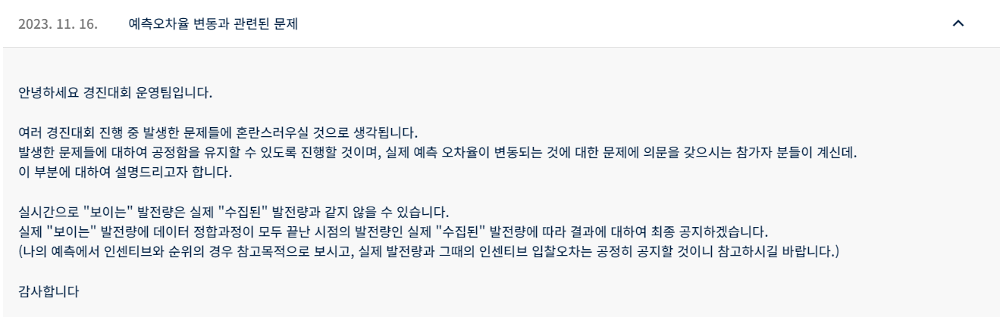 2023. 11. 16. 예측오차율 변동과 관련된 문제
안녕하세요 경진대회 운영팀입니다.
여러 경진대회 진행 중 발생한 문제들에 혼란스러우실 것으로 생각됩니다.
발생한 문제들에 대하여 공정함을 유지할 수 있도록 진행할 것이며, 실제 예측 오차율이 변동되는 것에 대한 문제에 의문을 갖으시는 참가자 분들이 계신데.
이 부분에 대하여 설명드리고자 합니다.
실시간으로 "보이는" 발전량은 실제 "수집된" 발전량과 같지 않을 수 있습니다.
실제 "보이는" 발전량에 데이터 정합과정이 모두 끝난 시점의 발전량인 실제 "수집된" 발전량에 따라 결과에 대하여 최종 공지하겠습니다.
(나의 예측에서 인센티브와 순위의 경우 참고목적으로 보시고, 실제 발전량과 그때의 인센티브 입찰오차는 공정히 공지할 것이니 참고하시길 바랍니다.)
감사합니다